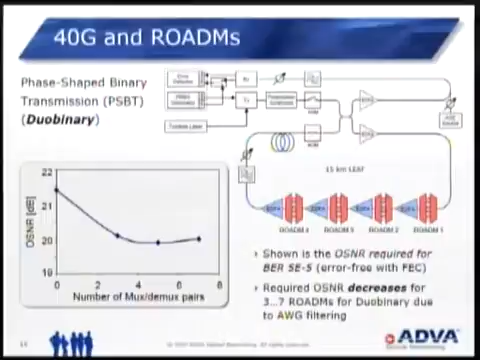 40G and ROADMs
Phase-Shaped Binary
Transmission (PSBT)
(Duobinary)
15 km LEAF
ROADM 4
ROADM 3
ROADM 2
ROADM 1
OSNR [dB]
22
21
20
19
0
2
4
6
8
Number of Mux/demux pairs
Shown is the OSNR required for
BER 5E-5 (error-free with FEC)
Required OSNR decreases for
3...7 ROADMs for Duobinary due
to AWG filtering
ADVA